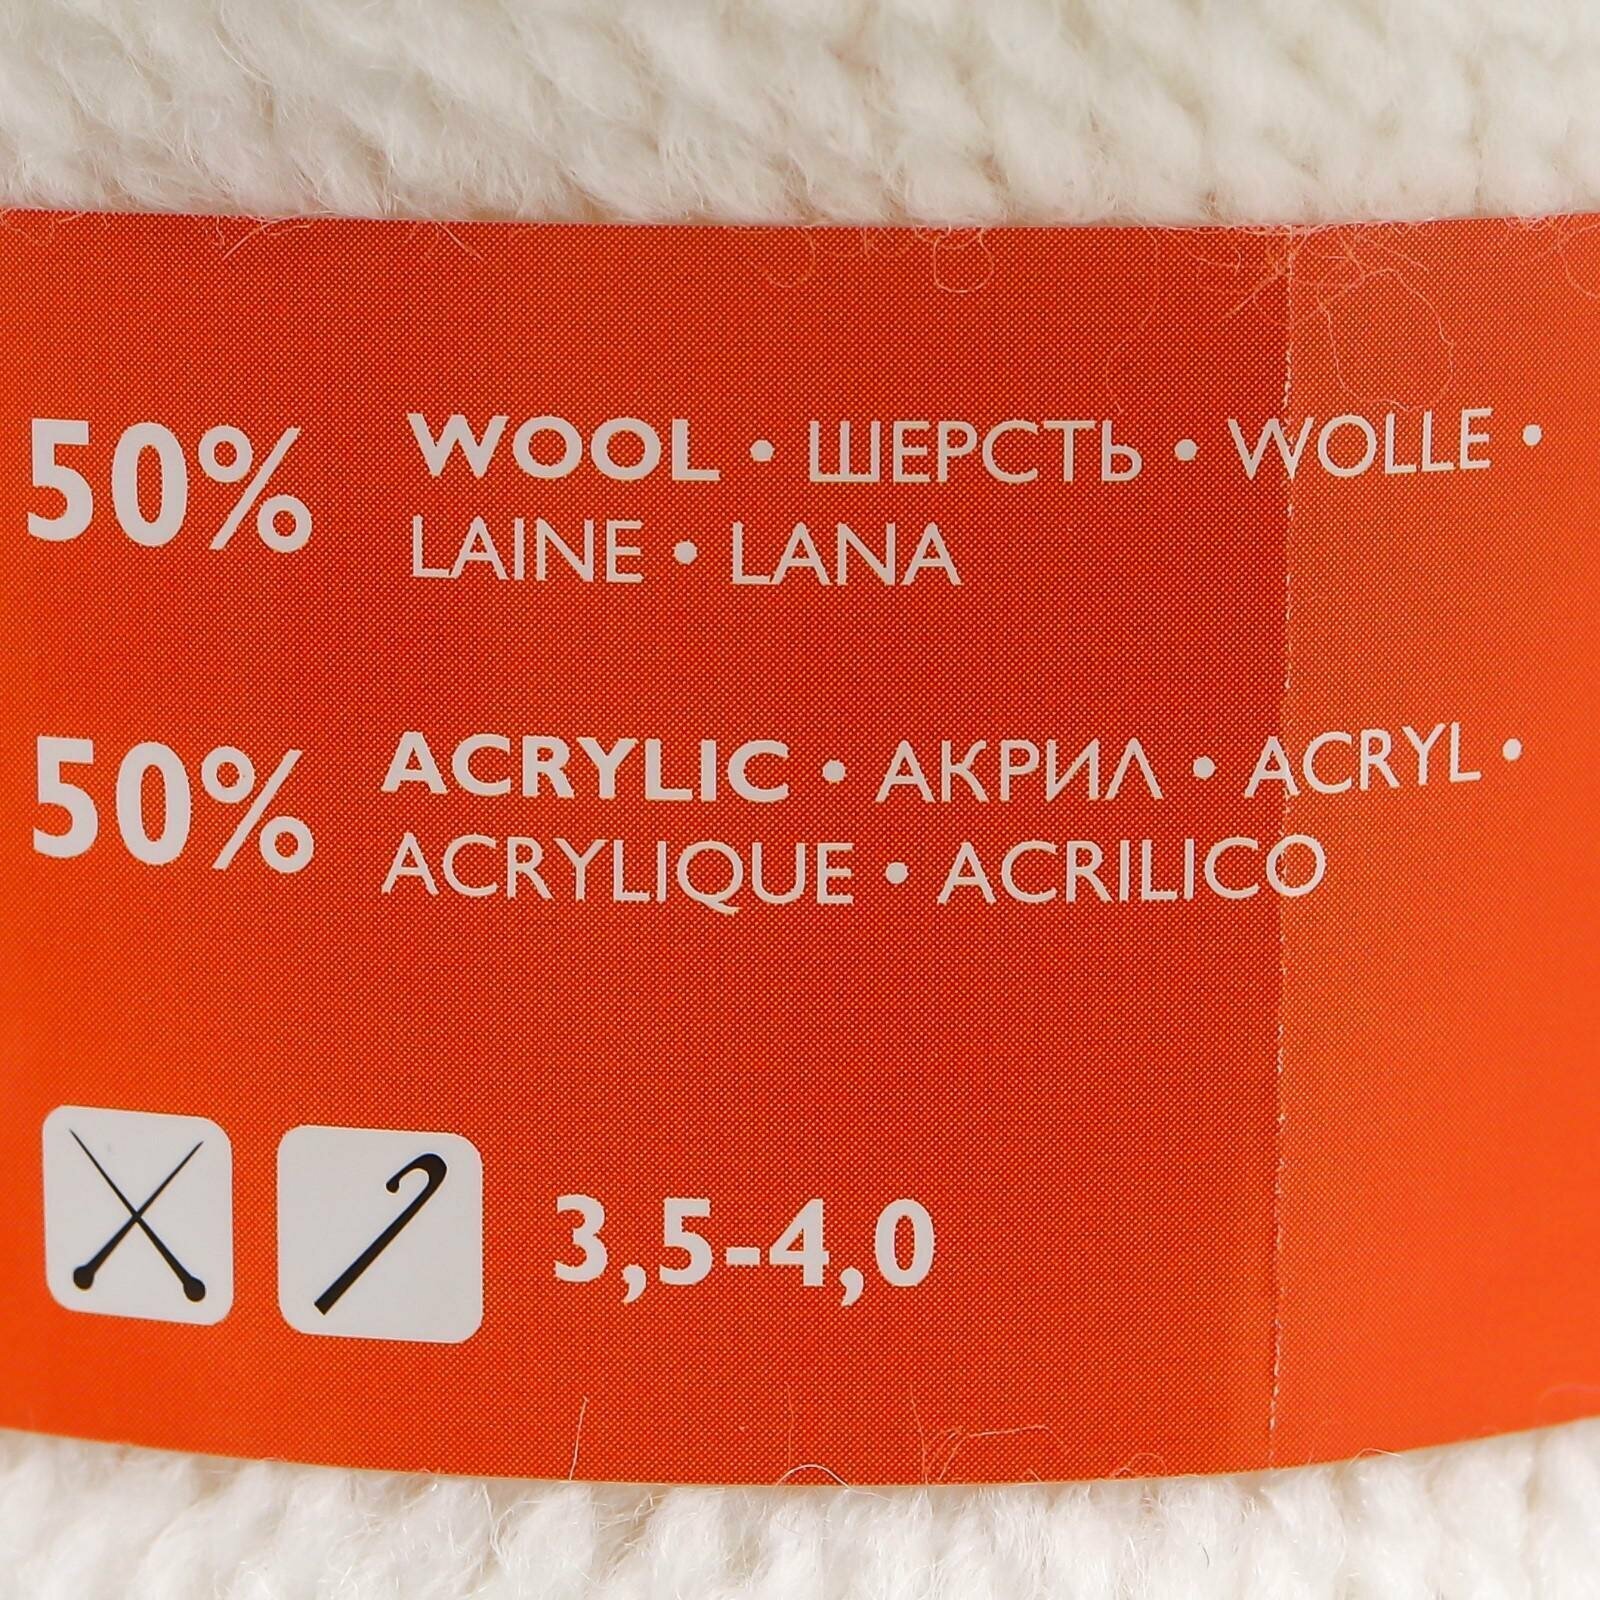 50% WOOL • ШЕРСТЬ • WOLLE •
LAINE • LANA
50% ACRYLIC • АКРИЛ • ACRYL •
ACRYLIQUE • ACRILICO
3,5-4,0